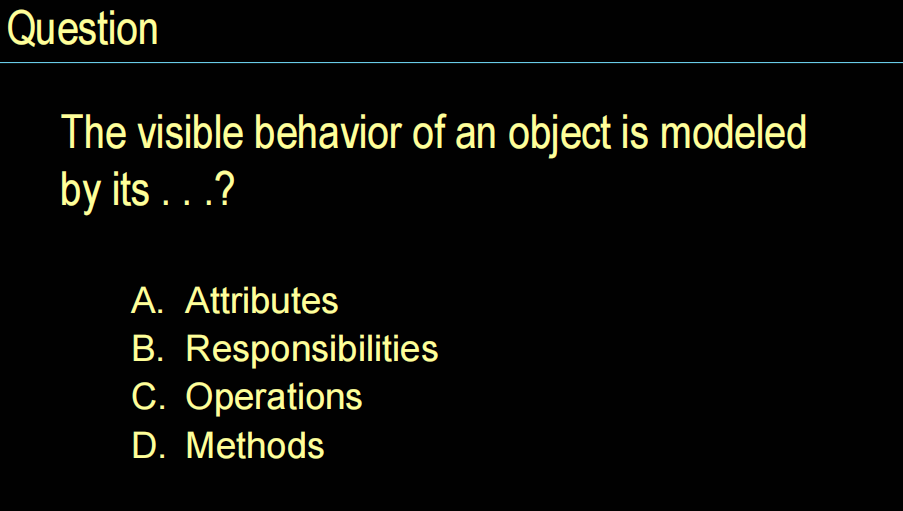 Question
The visible behavior of an object is modeled
by its . . .?
A. Attributes
B. Responsibilities
C. Operations
D. Methods